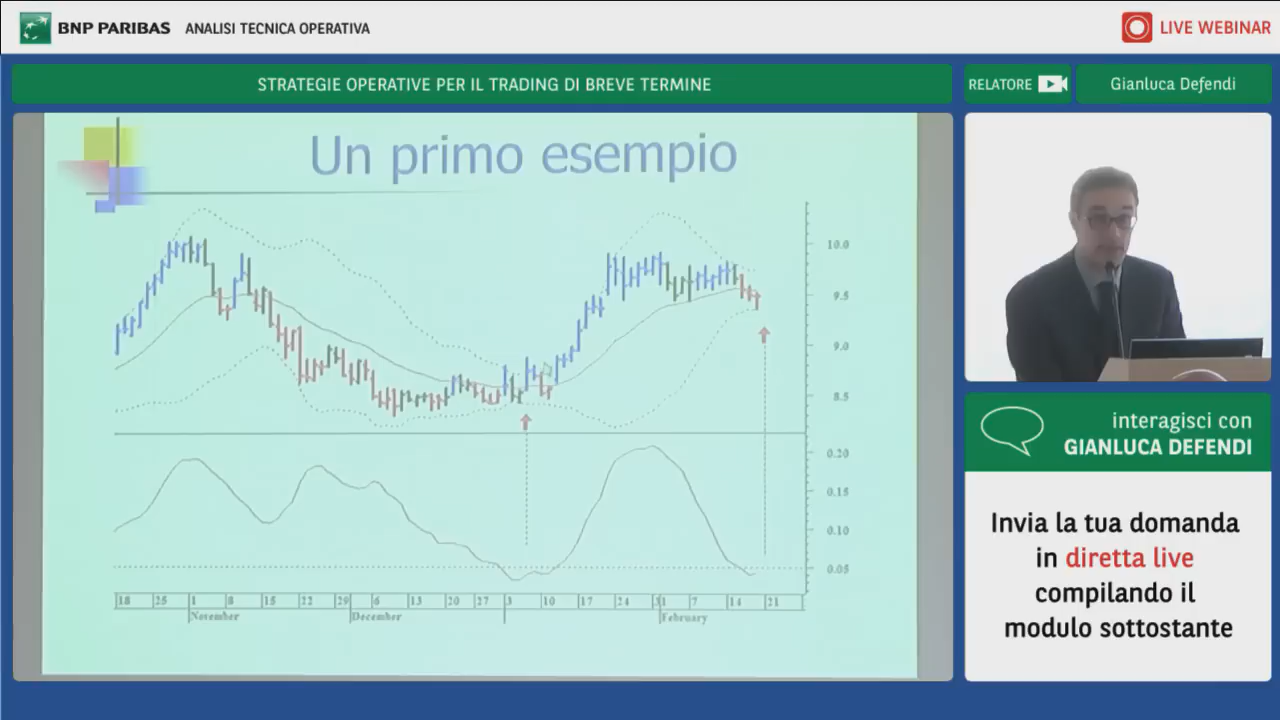 BNP PARIBAS ANALISI TECNICA OPERATIVA
LIVE WEBINAR
STRATEGIE OPERATIVE PER IL TRADING DI BREVE TERMINE
RELATORE
Gianluca Defendi
Un primo esempio
10.0
9.5
9.0
8.5
0.20
0.15
0.10
0.05
18 25 1 8 15 22 29 6 13 20 27 3 10 17 24 31 7 14 21
November December February
interagisci con
GIANLUCA DEFENDI
Invia la tua domanda
in diretta live
compilando il
modulo sottostante